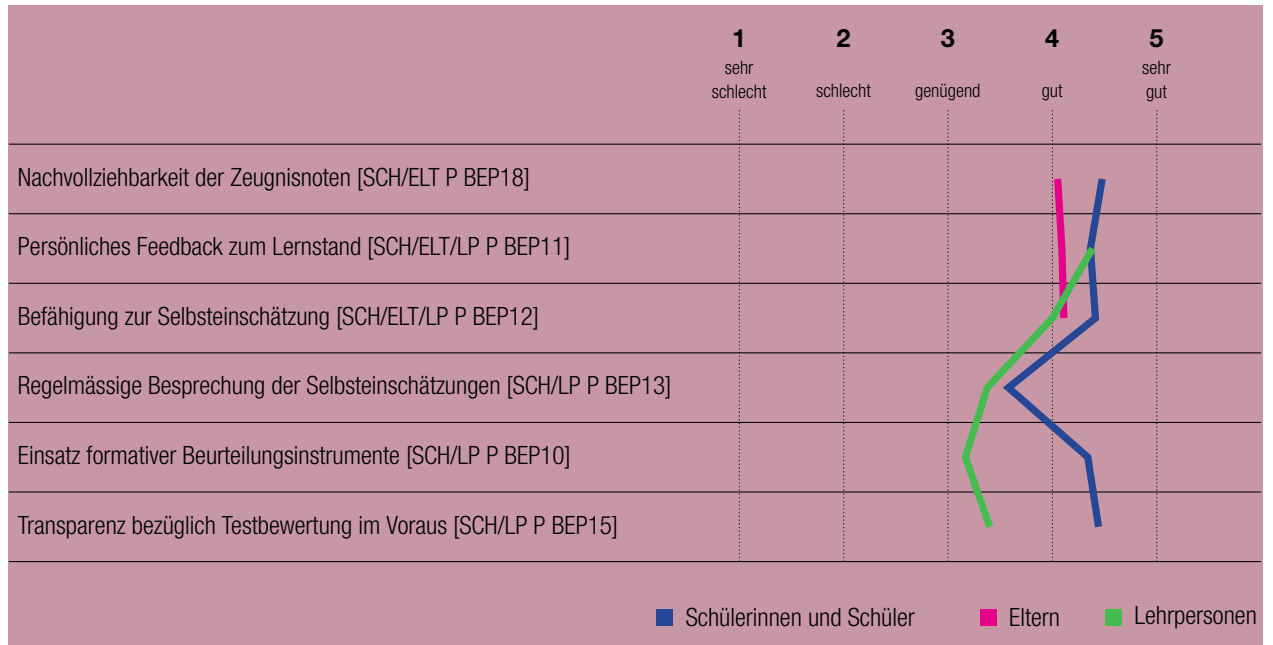 1 2 3 4 5
sehr schlecht schlecht genügend gut sehr gut
Nachvollziehbarkeit der Zeugnisnoten [SCH/ELT P BEP18]
Persönliches Feedback zum Lernstand [SCH/ELT/LP P BEP11]
Befähigung zur Selbsteinschätzung [SCH/ELT/LP P BEP12]
Regelmässige Besprechung der Selbsteinschätzungen [SCH/LP P BEP13]
Einsatz formativer Beurteilungsinstrumente [SCH/LP P BEP10]
Transparenz bezüglich Testbewertung im Voraus [SCH/LP P BEP15]
Schülerinnen und Schüler Eltern Lehrpersonen